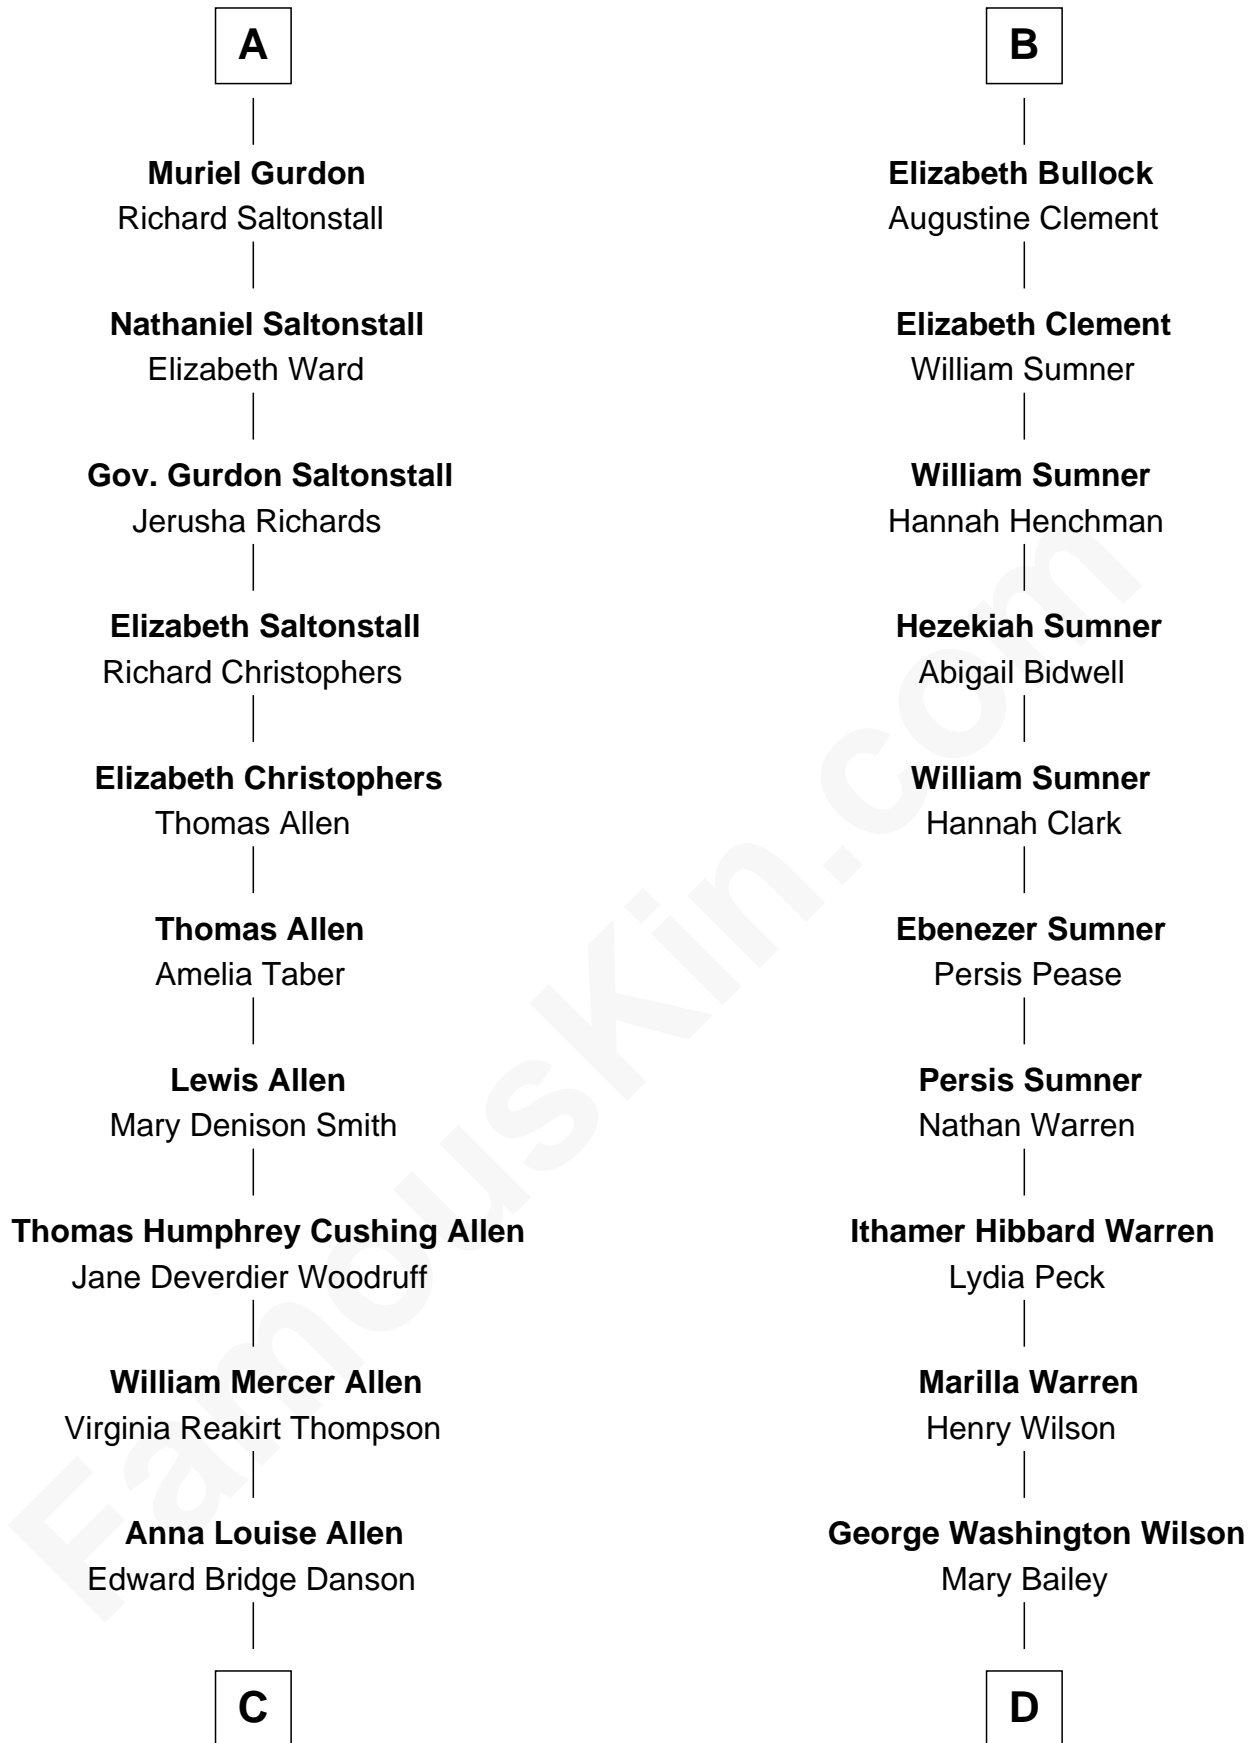 A
Muriel Gurdon
Richard Saltonstall
Nathaniel Saltonstall
Elizabeth Ward
Gov. Gurdon Saltonstall
Jerusha Richards
Elizabeth Saltonstall
Richard Christophers
Elizabeth Christophers
Thomas Allen
Thomas Allen
Amelia Taber
Lewis Allen
Mary Denison Smith
Thomas Humphrey Cushing Allen
Jane Deverdier Woodruff
William Mercer Allen
Virginia Reakirt Thompson
Anna Louise Allen
Edward Bridge Danson
C
B
Elizabeth Bullock
Augustine Clement
Elizabeth Clement
William Sumner
William Sumner
Hannah Henchman
Hezekiah Sumner
Abigail Bidwell
William Sumner
Hannah Clark
Ebenezer Sumner
Persis Pease
Persis Sumner
Nathan Warren
Ithamer Hibbard Warren
Lydia Peck
Marilla Warren
Henry Wilson
George Washington Wilson
Mary Bailey
D
FamousKin.com